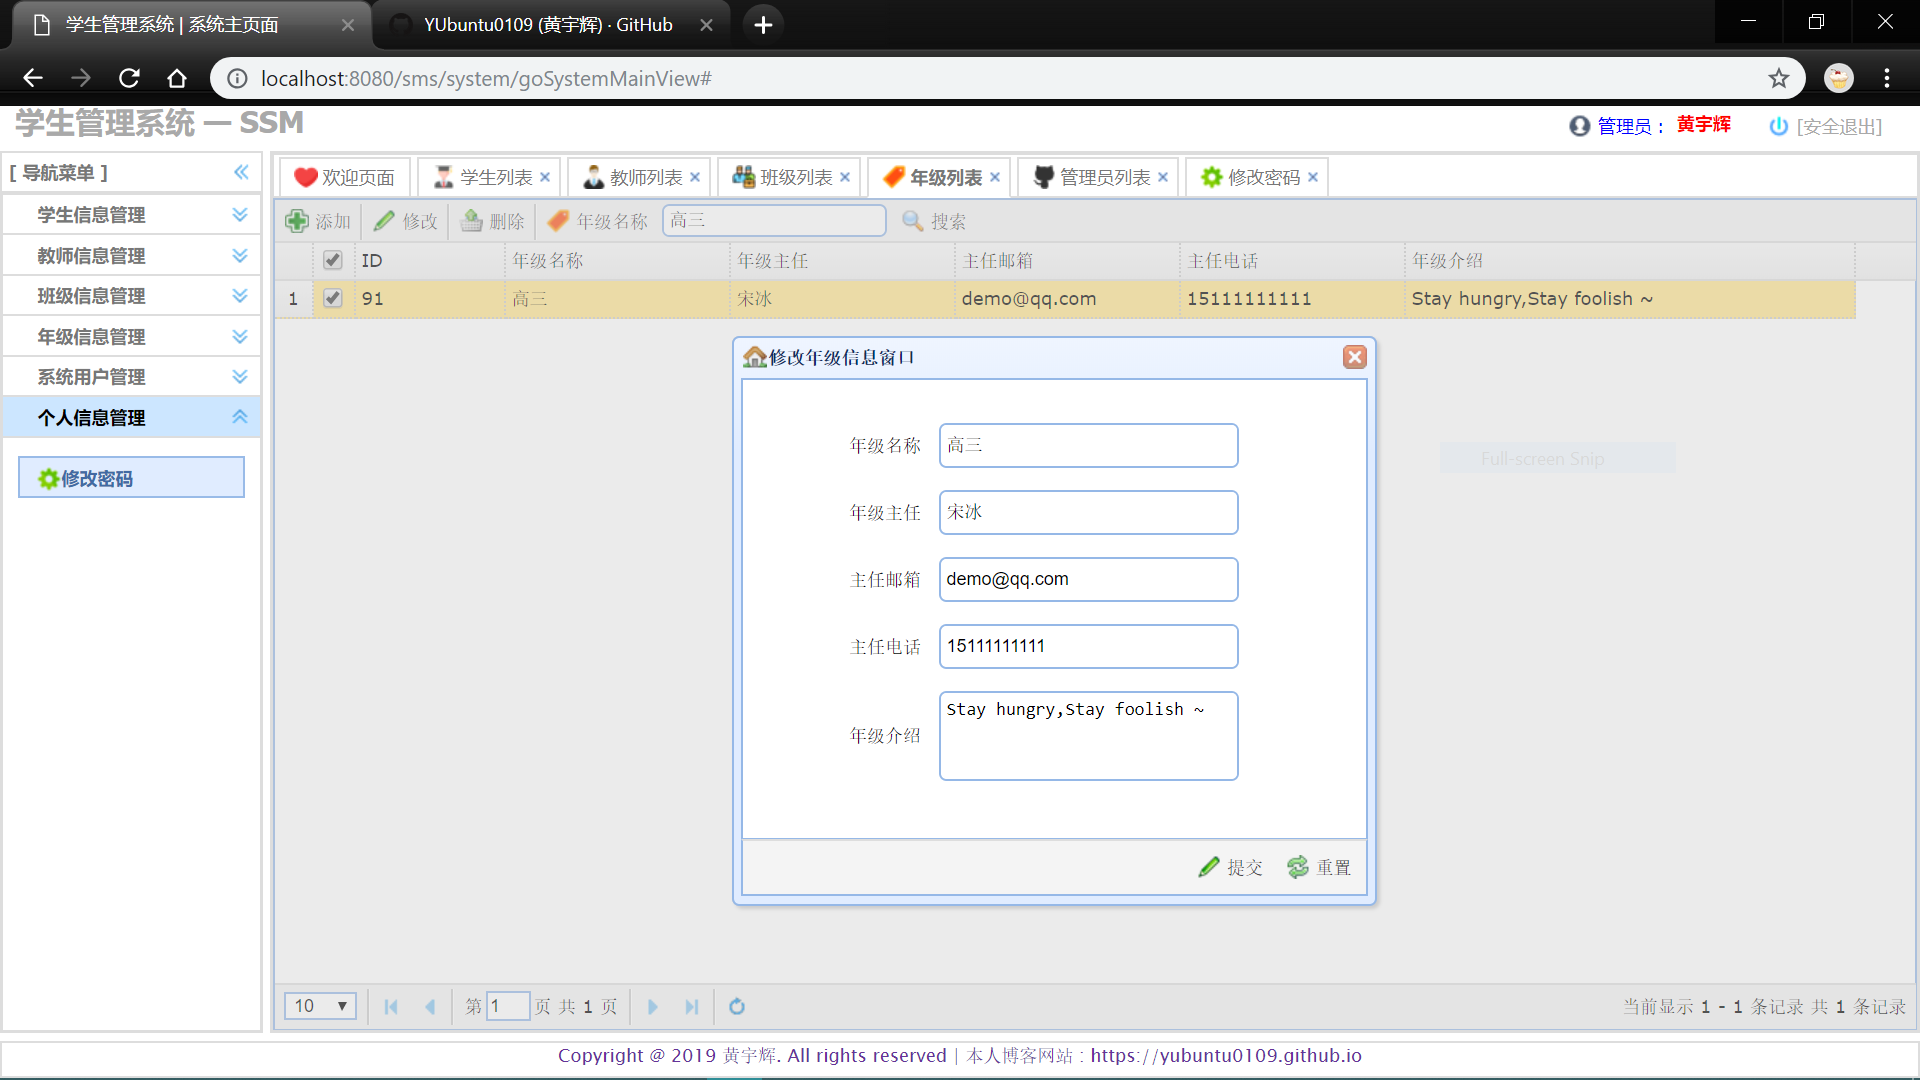 学生管理系统 | 系统主页面
YUbuntu0109 (黄宇辉) · GitHub
localhost:8080/sms/system/goSystemMainView#
学生管理系统 — SSM
管理员： 黄宇辉 [安全退出]
[ 导航菜单 ]
学生信息管理
教师信息管理
班级信息管理
年级信息管理
系统用户管理
个人信息管理
修改密码
欢迎页面 学生列表 教师列表 班级列表 年级列表 管理员列表 修改密码
添加 修改 删除 年级名称 高三 搜索
ID 年级名称 年级主任 主任邮箱 主任电话 年级介绍
1 91 高三 宋冰 demo@qq.com 15111111111 Stay hungry,Stay foolish ~
修改年级信息窗口
年级名称 高三
年级主任 宋冰
主任邮箱 demo@qq.com
主任电话 15111111111
年级介绍 Stay hungry,Stay foolish ~
提交 重置
Full-screen Snip
10 第 1 页 共 1 页
当前显示 1 - 1 条记录 共 1 条记录
Copyright @ 2019 黄宇辉. All rights reserved | 本人博客网站 : https://yubuntu0109.github.io